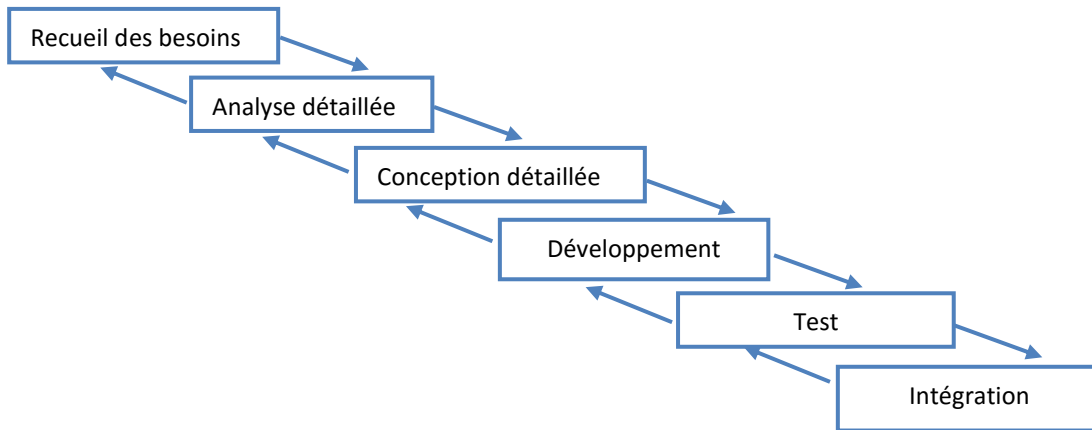 Recueil des besoins
Analyse détaillée
Conception détaillée
Développement
Test
Intégration